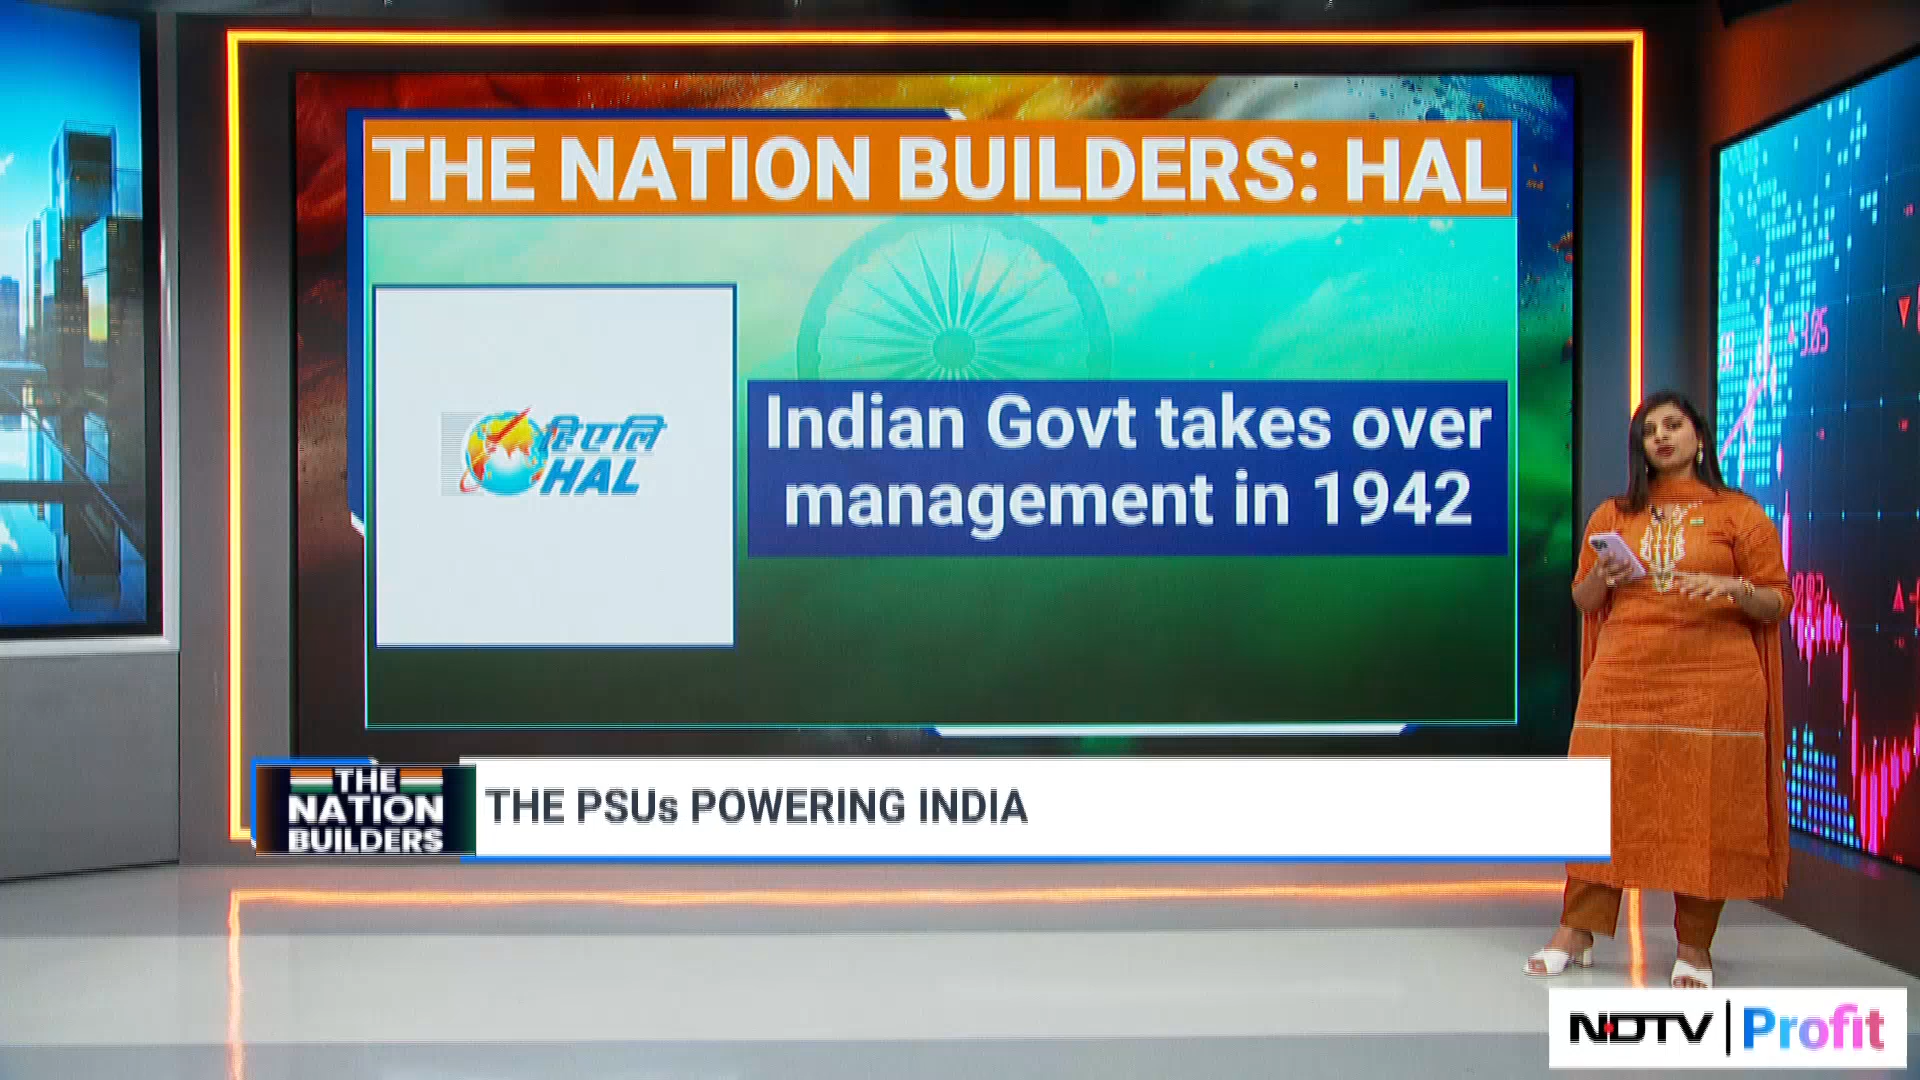 THE NATION BUILDERS: HAL
हिएलि
HAL
Indian Govt takes over
management in 1942
THE
NATION
BUILDERS
THE PSUs POWERING INDIA
NDTV | Profit